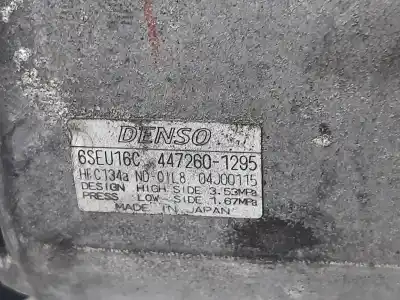 DENSO
6SEU16C 447260-1295
HFC134a ND-OIL8 04J00115
DESIGN HIGH SIDE 3.53MPa
PRESS. LOW SIDE 1.67MPa
MADE IN JAPAN